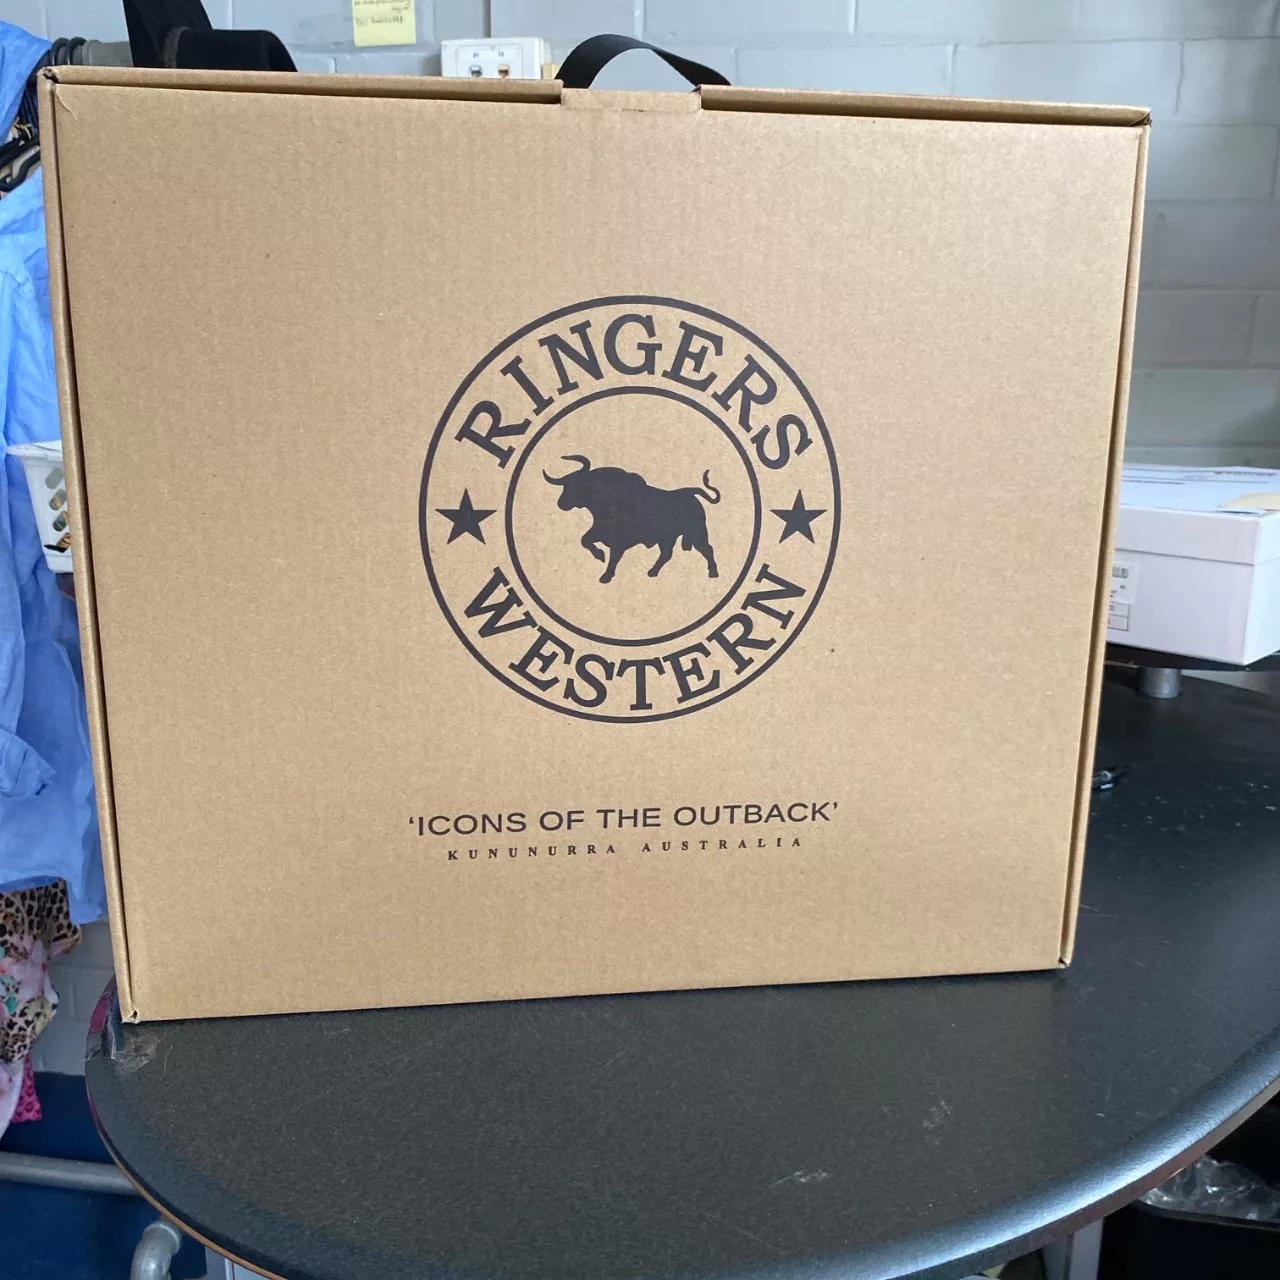 RINGERS
WESTERN
‘ICONS OF THE OUTBACK’
KUNUNURRA AUSTRALIA